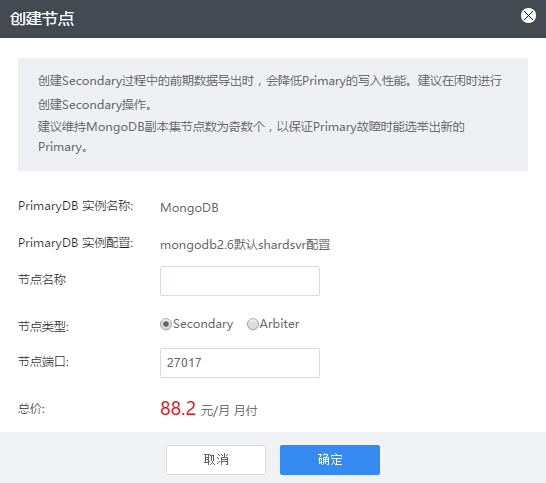 创建节点
创建Secondary过程中的前期数据导出时，会降低Primary的写入性能。建议在闲时进行
创建Secondary操作。
建议维持MongoDB副本集节点数为奇数个，以保证Primary故障时能选举出新的
Primary。
PrimaryDB 实例名称: MongoDB
PrimaryDB 实例配置: mongodb2.6默认shardsvr配置
节点名称
节点类型: Secondary Arbiter
节点端口: 27017
总价: 88.2 元/月 月付
取消 确定